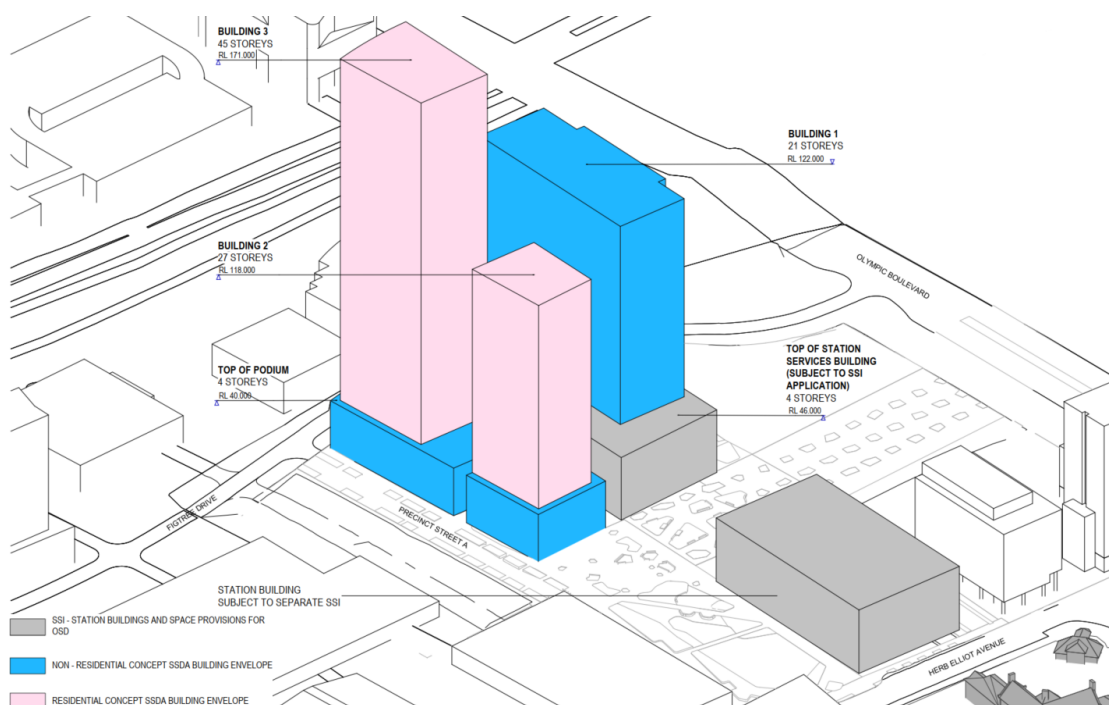 BUILDING 3
45 STOREYS
RL 171.000
BUILDING 1
21 STOREYS
RL 122.000
BUILDING 2
27 STOREYS
RL 118.000
OLYMPIC BOULEVARD
TOP OF STATION
SERVICES BUILDING
(SUBJECT TO SSI
APPLICATION)
4 STOREYS
RL 46.000
TOP OF PODIUM
4 STOREYS
RL 40.000
FIGTREE DRIVE
PRECINCT STREET A
STATION BUILDING
SUBJECT TO SEPARATE SSI
SSI - STATION BUILDINGS AND SPACE PROVISIONS FOR
OSD
HERB ELLIOT AVENUE
NON - RESIDENTIAL CONCEPT SSDA BUILDING ENVELOPE
RESIDENTIAL CONCEPT SSDA BUILDING ENVELOPE